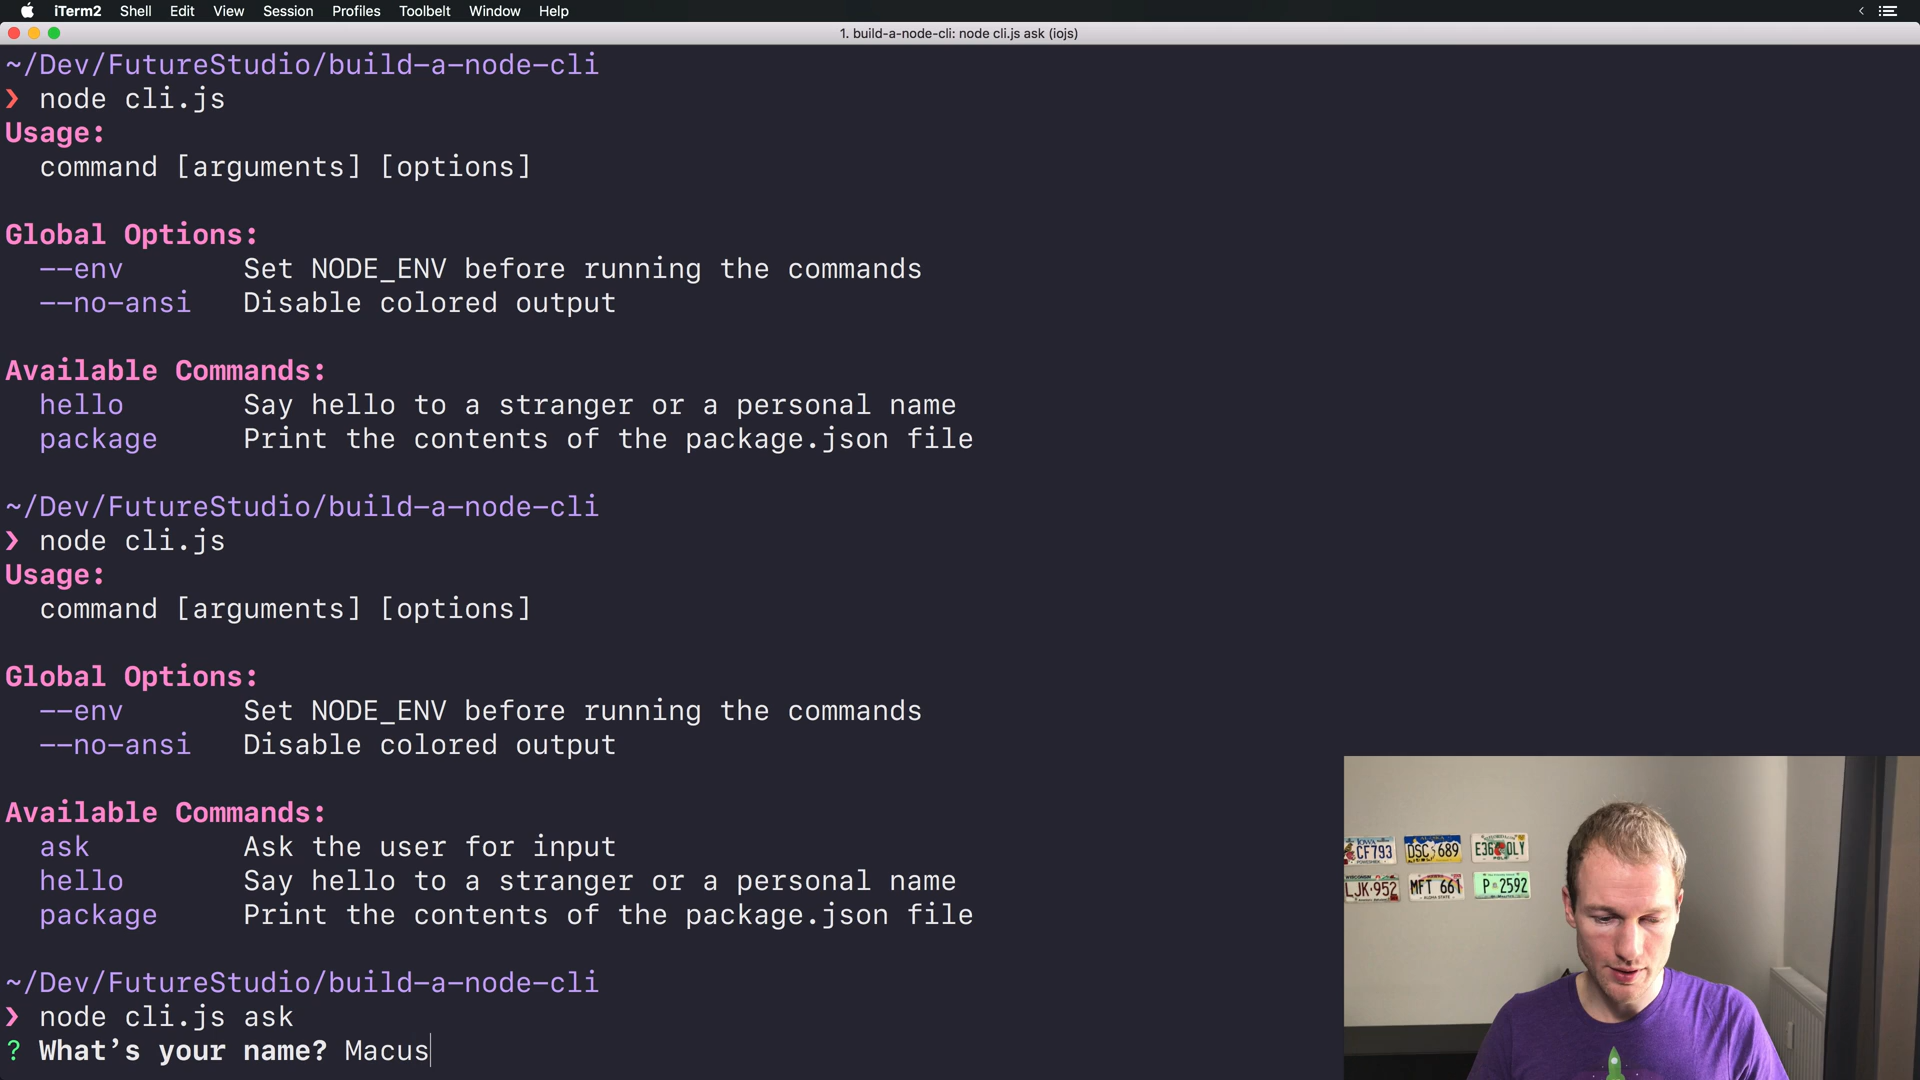 iTerm2 Shell Edit View Session Profiles Toolbelt Window Help
1. build-a-node-cli: node cli.js ask (iojs)
~/Dev/FutureStudio/build-a-node-cli
❯ node cli.js
Usage:
command [arguments] [options]
Global Options:
--env Set NODE_ENV before running the commands
--no-ansi Disable colored output
Available Commands:
hello Say hello to a stranger or a personal name
package Print the contents of the package.json file
~/Dev/FutureStudio/build-a-node-cli
❯ node cli.js
Usage:
command [arguments] [options]
Global Options:
--env Set NODE_ENV before running the commands
--no-ansi Disable colored output
Available Commands:
ask Ask the user for input
hello Say hello to a stranger or a personal name
package Print the contents of the package.json file
~/Dev/FutureStudio/build-a-node-cli
❯ node cli.js ask
? What’s your name? Macus
CF793 DSC 689 E36 OLY
LJK 952 MFT 661 P 2592